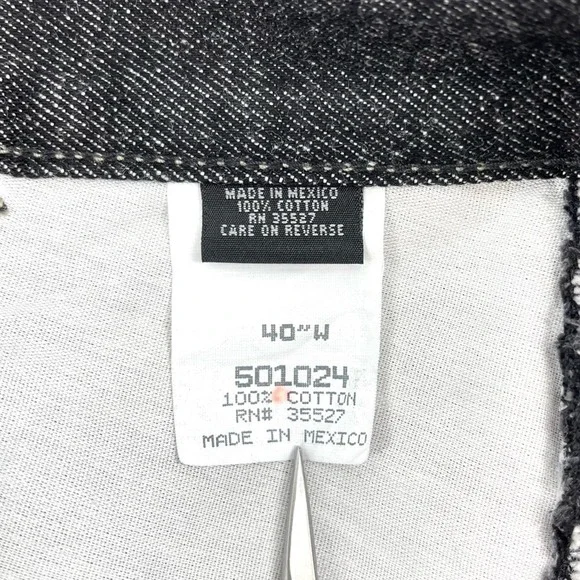 MADE IN MEXICO
100% COTTON
RN 35527
CARE ON REVERSE
40"W
501024
100% COTTON
RN# 35527
MADE IN MEXICO